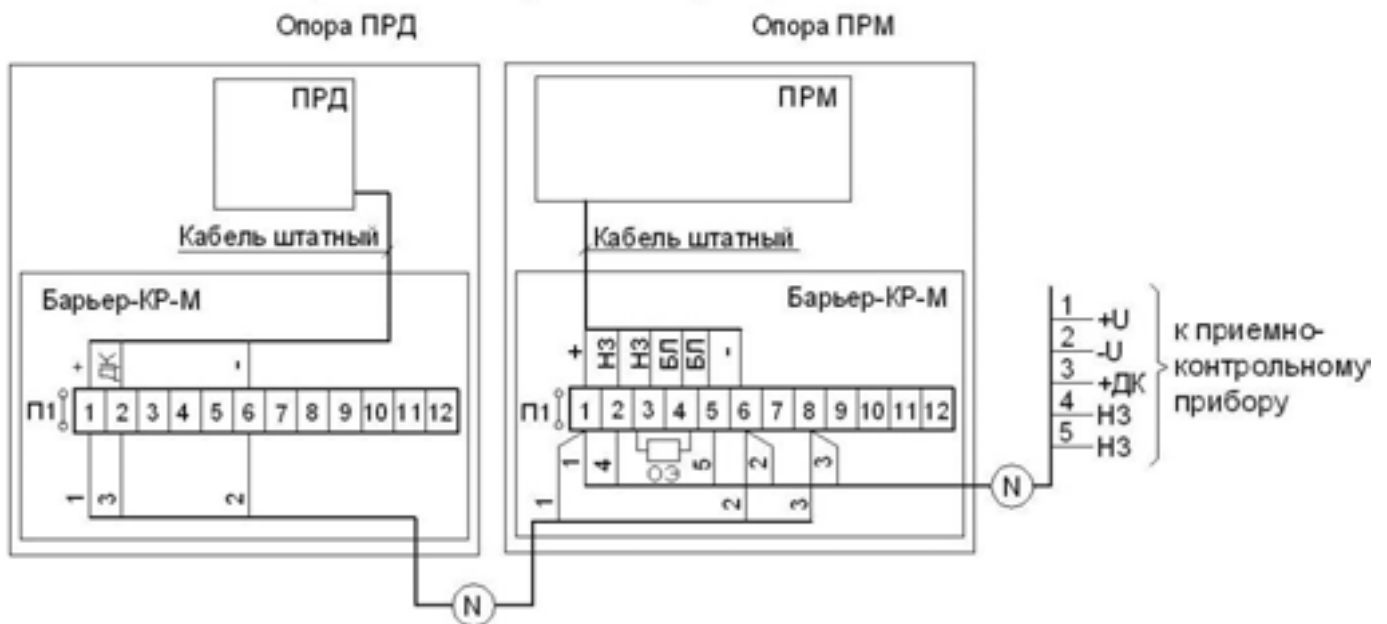 Опора ПРД
Опора ПРМ
ПРД
ПРМ
Кабель штатный
Кабель штатный
Барьер-КР-М
Барьер-КР-М
+ ДК -
+ НЗ НЗ БЛ БЛ -
П1 1 2 3 4 5 6 7 8 9 10 11 12
П1 1 2 3 4 5 6 7 8 9 10 11 12
1 3 2
1 4 ОЭ 5 2 3
1 2 3
N
N
1 +U
2 -U
3 +ДК
4 НЗ
5 НЗ
к приемно-
контрольному
прибору